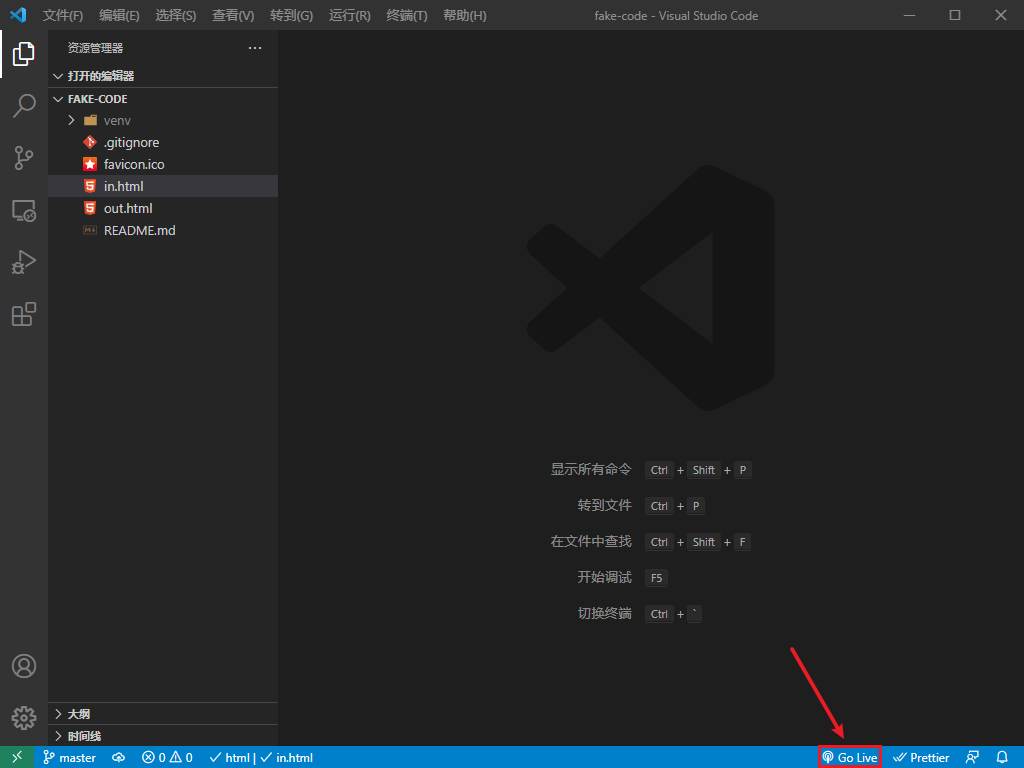 文件(F) 编辑(E) 选择(S) 查看(V) 转到(G) 运行(R) 终端(T) 帮助(H) fake-code - Visual Studio Code
资源管理器
打开的编辑器
FAKE-CODE
venv
.gitignore
favicon.ico
in.html
out.html
README.md
显示所有命令 Ctrl + Shift + P
转到文件 Ctrl + P
在文件中查找 Ctrl + Shift + F
开始调试 F5
切换终端 Ctrl + `
大纲
时间线
master 0 0 html | in.html Go Live Prettier